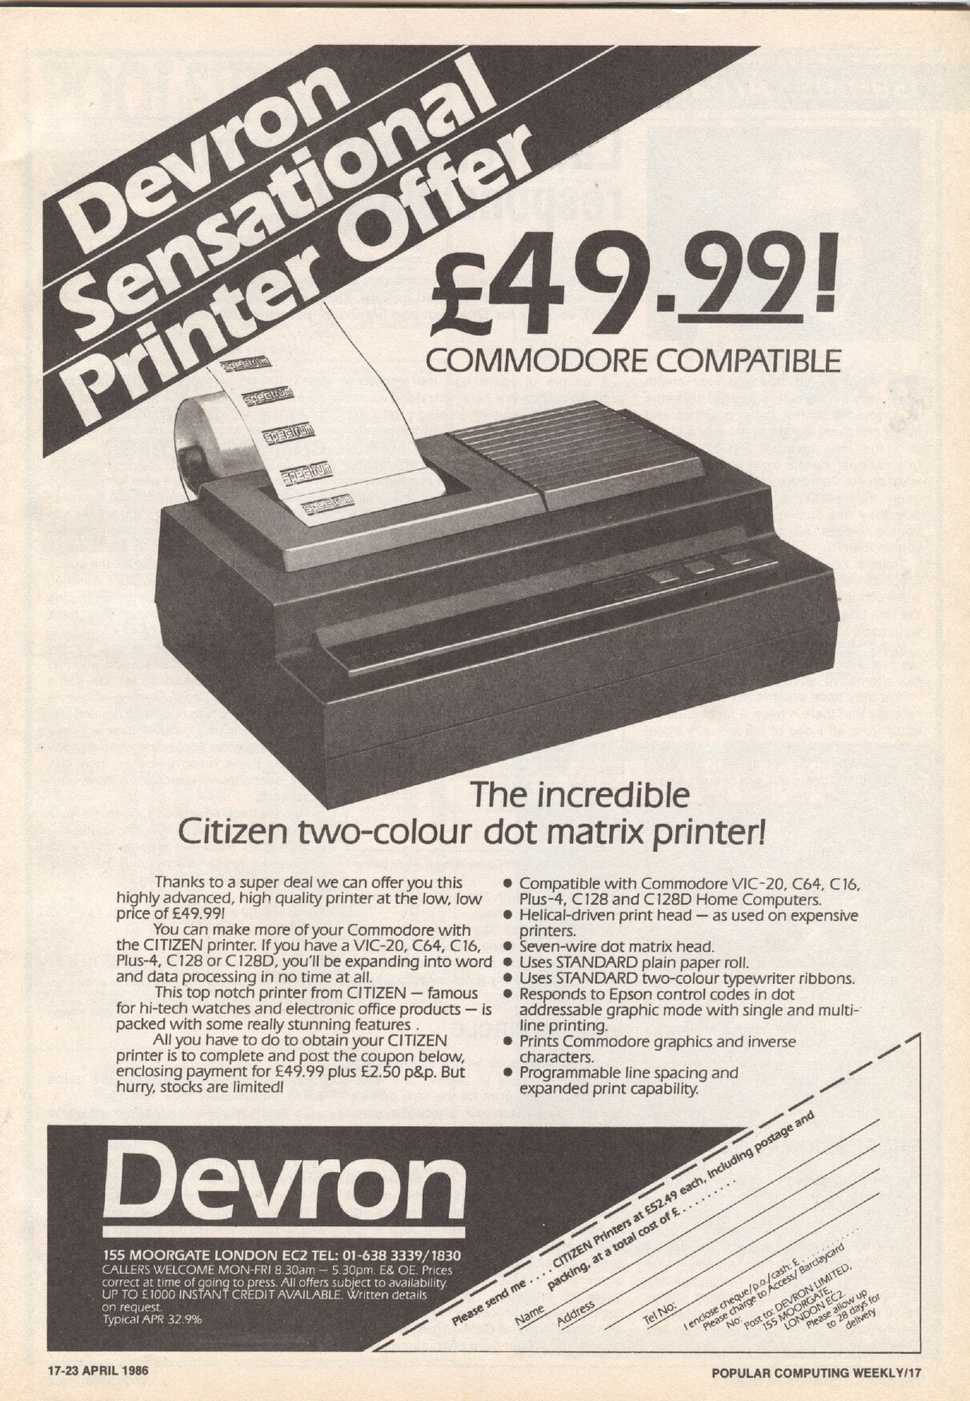 Devron
Sensational
Printer Offer
£49.99!
COMMODORE COMPATIBLE
spectrum
spectrum
spectrum
spectrum
spectrum
The incredible
Citizen two-colour dot matrix printer!
Thanks to a super deal we can offer you this
highly advanced, high quality printer at the low, low
price of £49.99!
You can make more of your Commodore with
the CITIZEN printer. If you have a VIC-20, C64, C16,
Plus-4, C128 or C128D, you'll be expanding into word
and data processing in no time at all.
This top notch printer from CITIZEN — famous
for hi-tech watches and electronic office products — is
packed with some really stunning features .
All you have to do to obtain your CITIZEN
printer is to complete and post the coupon below,
enclosing payment for £49.99 plus £2.50 p&p. But
hurry, stocks are limited!
● Compatible with Commodore VIC-20, C64, C16,
Plus-4, C128 and C128D Home Computers.
● Helical-driven print head — as used on expensive
printers.
● Seven-wire dot matrix head.
● Uses STANDARD plain paper roll.
● Uses STANDARD two-colour typewriter ribbons.
● Responds to Epson control codes in dot
addressable graphic mode with single and multi-
line printing.
● Prints Commodore graphics and inverse
characters.
● Programmable line spacing and
expanded print capability.
Devron
155 MOORGATE LONDON EC2 TEL: 01-638 3339/1830
CALLERS WELCOME MON-FRI 8.30am — 5.30pm. E& OE. Prices
correct at time of going to press. All offers subject to availability.
UP TO £1000 INSTANT CREDIT AVAILABLE. Written details
on request.
Typical APR 32.9%
Please send me . . . . CITIZEN Printers at £52.49 each, including postage and
packing, at a total cost of £ . . . . . . . . .
Name
Address
Tel No:
I enclose cheque/p.o/cash: £ . . . . . . . . . .
Please charge to Access/Barclaycard
No:
Post to: DEVRON LIMITED,
155 MOORGATE,
LONDON EC2
Please allow up
to 28 days for
delivery
17-23 APRIL 1986
POPULAR COMPUTING WEEKLY/17